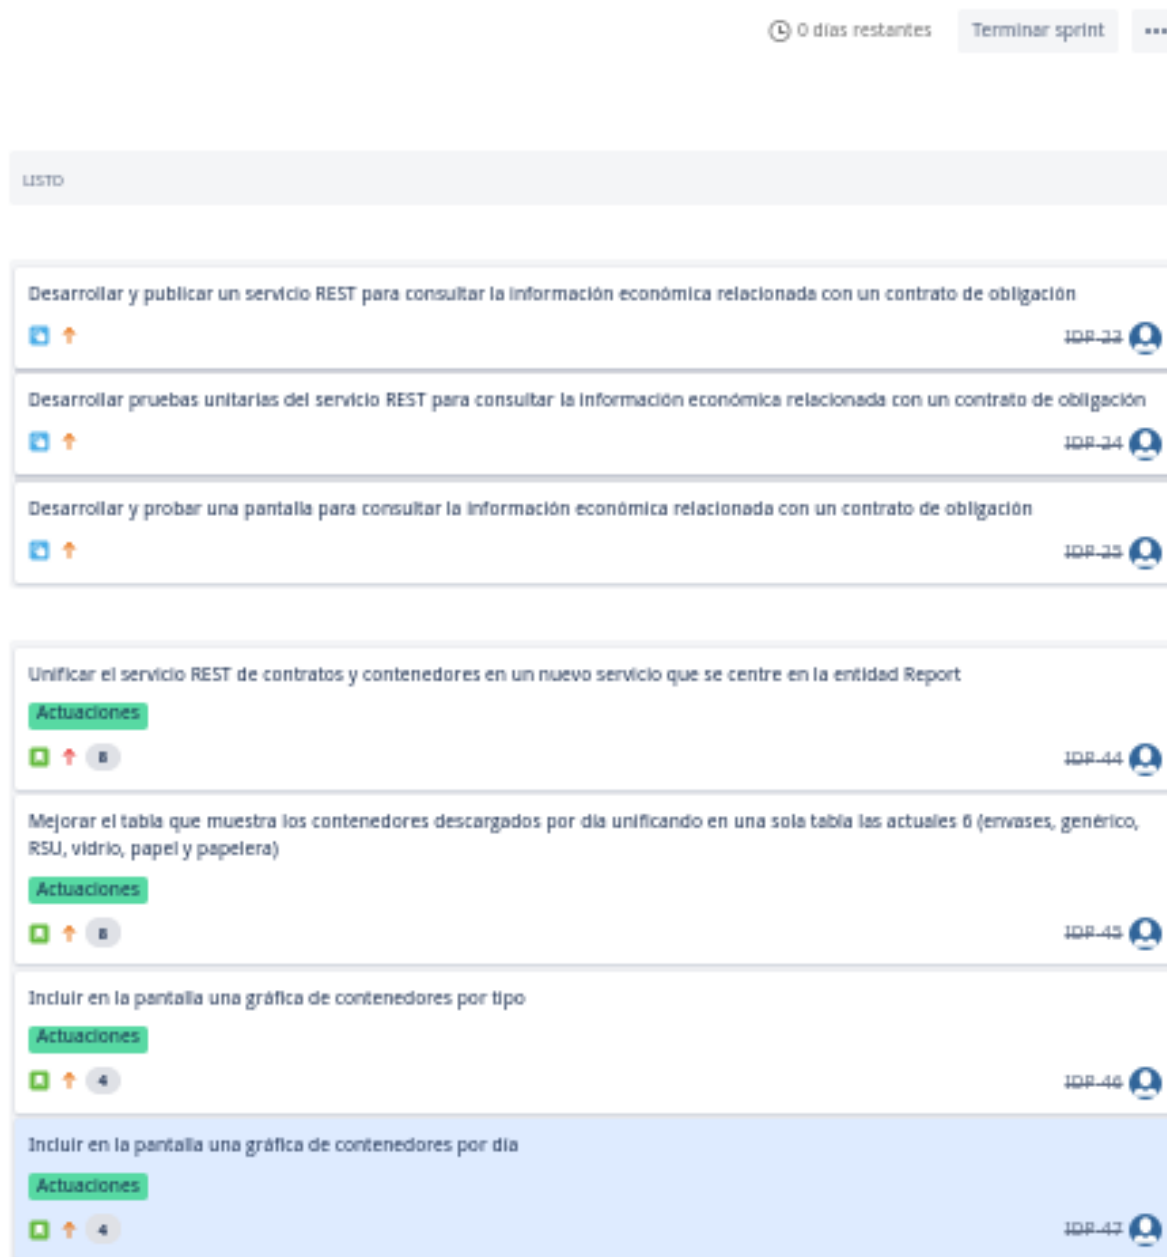 0 días restantes
Terminar sprint
LISTO
Desarrollar y publicar un servicio REST para consultar la información económica relacionada con un contrato de obligación
IDP-23
Desarrollar pruebas unitarias del servicio REST para consultar la información económica relacionada con un contrato de obligación
IDP-24
Desarrollar y probar una pantalla para consultar la información económica relacionada con un contrato de obligación
IDP-25
Unificar el servicio REST de contratos y contenedores en un nuevo servicio que se centre en la entidad Report
Actuaciones
8
IDP-44
Mejorar el tabla que muestra los contenedores descargados por día unificando en una sola tabla las actuales 6 (envases, genérico,
RSU, vidrio, papel y papelera)
Actuaciones
8
IDP-45
Incluir en la pantalla una gráfica de contenedores por tipo
Actuaciones
4
IDP-46
Incluir en la pantalla una gráfica de contenedores por día
Actuaciones
4
IDP-47